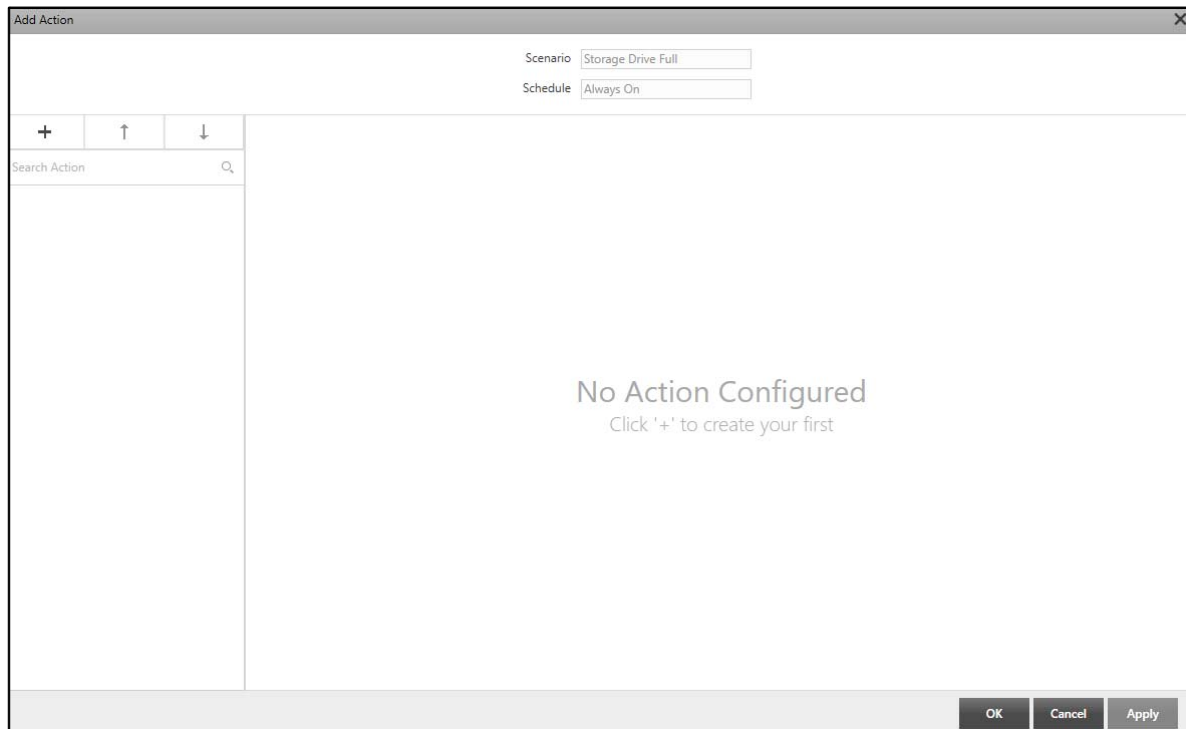 Add Action
Scenario Storage Drive Full
Schedule Always On
+ ↑ ↓
Search Action
No Action Configured
Click '+' to create your first
OK Cancel Apply